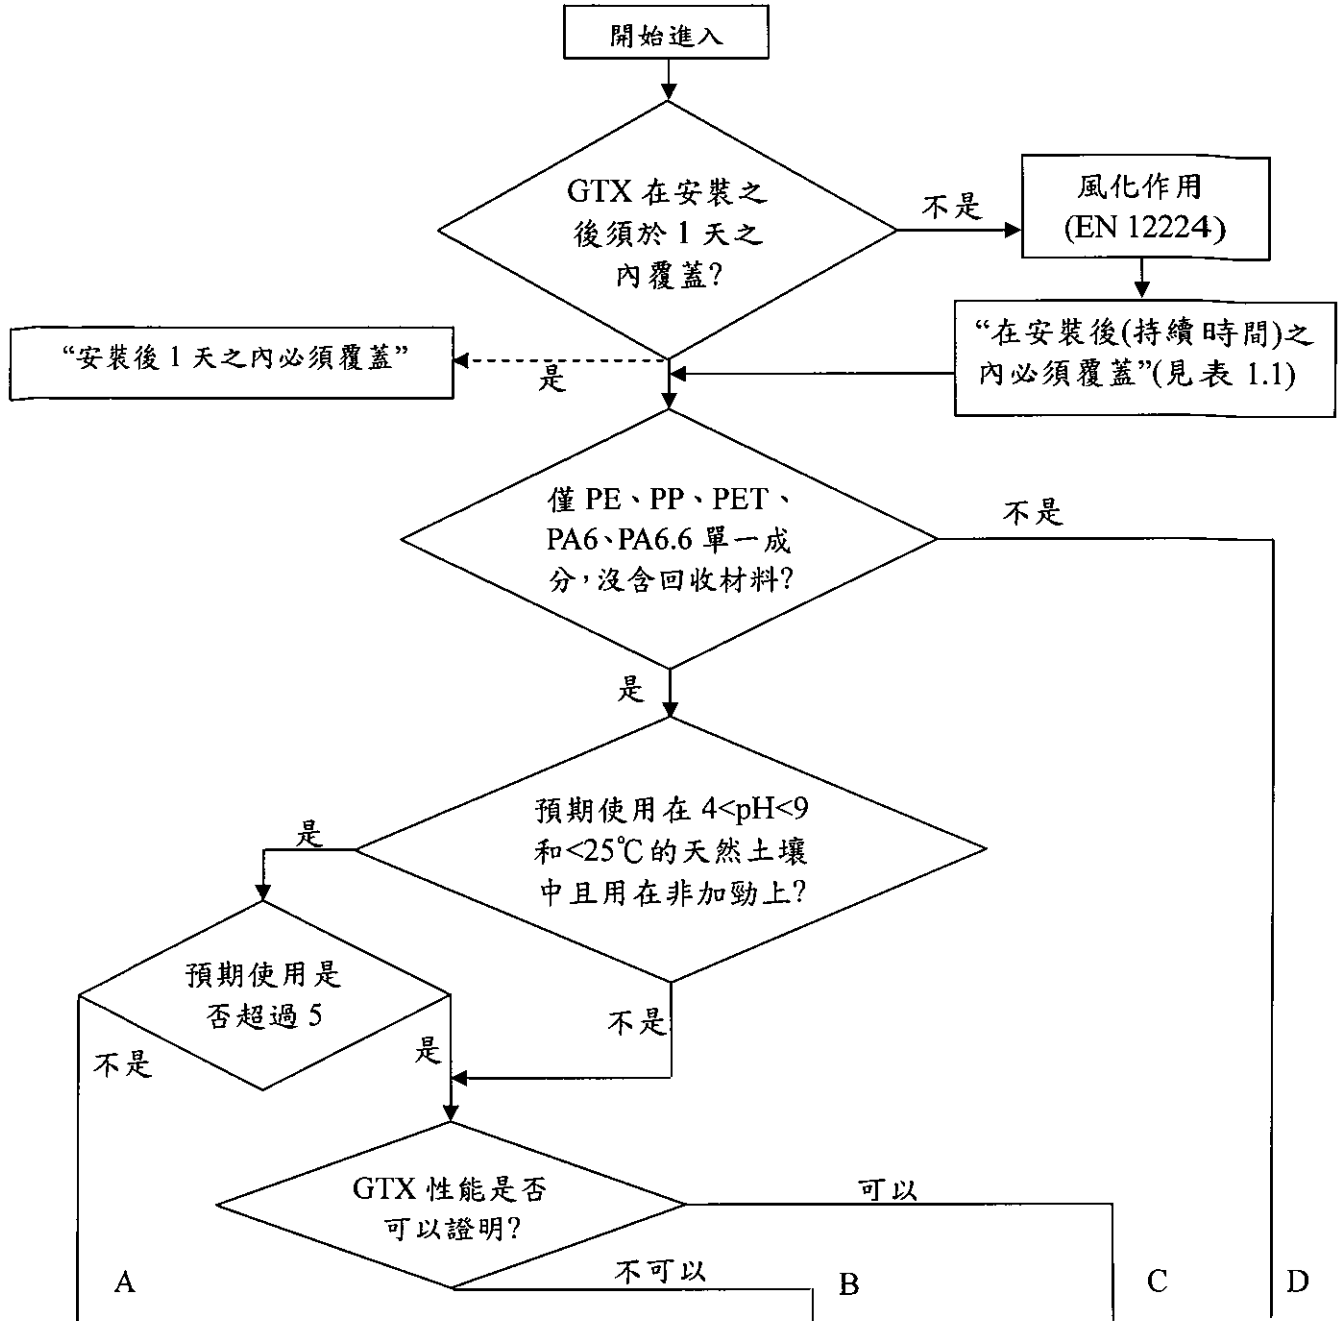 開始進入
GTX 在安裝之
後須於 1 天之
內覆蓋?
不是
風化作用
(EN 12224)
“在安裝後(持續時間)之
內必須覆蓋”(見表 1.1)
“安裝後 1 天之內必須覆蓋”
是
僅 PE、PP、PET、
PA6、PA6.6 單一成
分,沒含回收材料?
不是
是
預期使用在 4<pH<9
和<25℃的天然土壤
中且用在非加勁上?
是
預期使用是
否超過 5
不是
不是
是
GTX 性能是否
可以證明?
可以
不可以
A
B
C
D